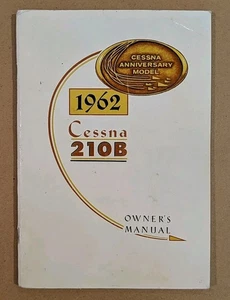 CESSNA
ANNIVERSARY
MODEL
1962
Cessna
210B
OWNER'S
MANUAL